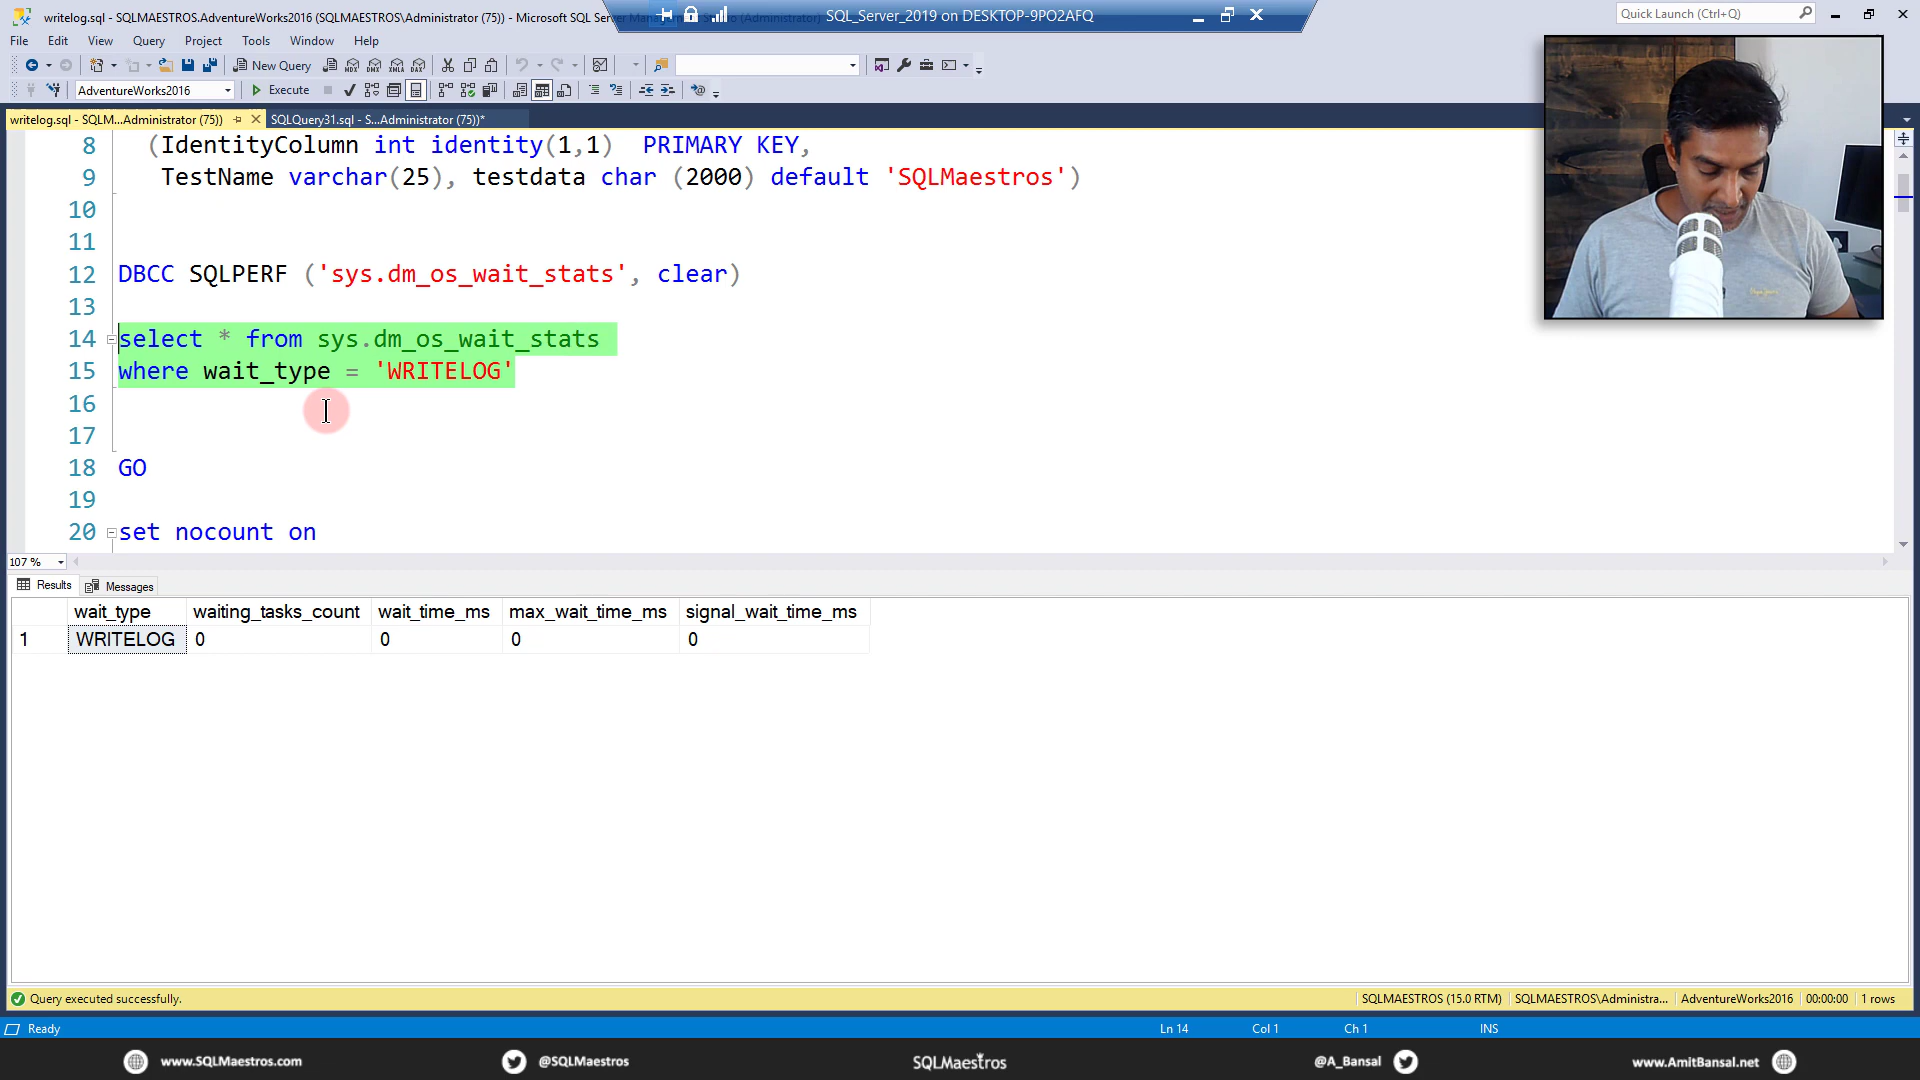 writelog.sql - SQLMAESTROS.AdventureWorks2016 (SQLMAESTROS\Administrator (75)) - Microsoft SQL Server
SQL_Server_2019 on DESKTOP-9PO2AFQ
Quick Launch (Ctrl+Q)
File Edit View Query Project Tools Window Help
New Query
AdventureWorks2016
Execute
writelog.sql - SQLM...Administrator (75))
SQLQuery31.sql - S...Administrator (75))*
8 (IdentityColumn int identity(1,1) PRIMARY KEY,
9 TestName varchar(25), testdata char (2000) default 'SQLMaestros')
10
11
12 DBCC SQLPERF ('sys.dm_os_wait_stats', clear)
13
14 select * from sys.dm_os_wait_stats
15 where wait_type = 'WRITELOG'
16
17
18 GO
19
20 set nocount on
107 %
Results Messages
wait_type waiting_tasks_count wait_time_ms max_wait_time_ms signal_wait_time_ms
1 WRITELOG 0 0 0 0
Query executed successfully.
SQLMAESTROS (15.0 RTM) SQLMAESTROS\Administra... AdventureWorks2016 00:00:00 1 rows
Ready
Ln 14 Col 1 Ch 1 INS
www.SQLMaestros.com @SQLMaestros SQLMaestros @A_Bansal www.AmitBansal.net